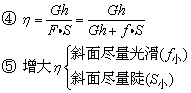 ④ η = Gh / F·S = Gh / Gh + f·S
⑤ 增大η { 斜面尽量光滑(f小)
斜面尽量陡(S小)